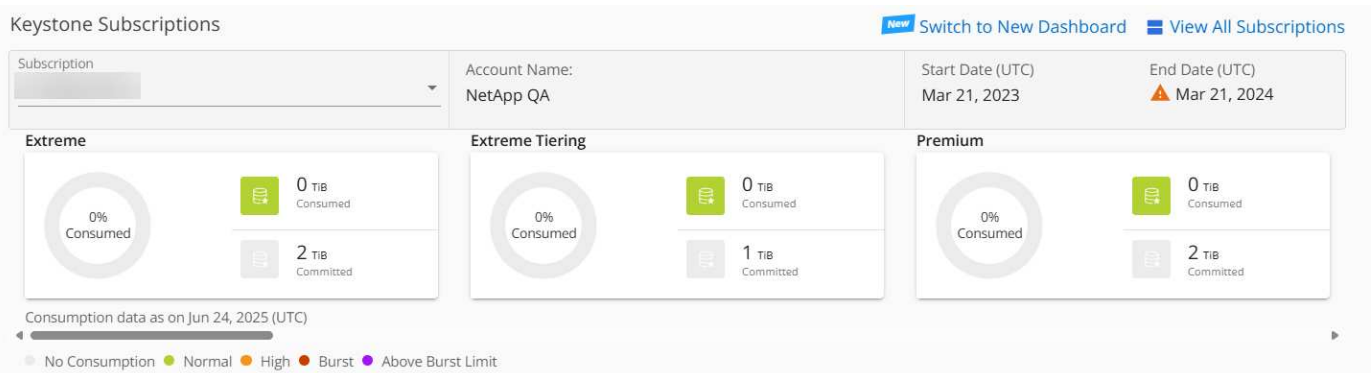 Keystone Subscriptions
New Switch to New Dashboard View All Subscriptions
Subscription
Account Name:
NetApp QA
Start Date (UTC)
Mar 21, 2023
End Date (UTC)
Mar 21, 2024
Extreme
0%
Consumed
0 TiB
Consumed
2 TiB
Committed
Extreme Tiering
0%
Consumed
0 TiB
Consumed
1 TiB
Committed
Premium
0%
Consumed
0 TiB
Consumed
2 TiB
Committed
Consumption data as on Jun 24, 2025 (UTC)
No Consumption Normal High Burst Above Burst Limit